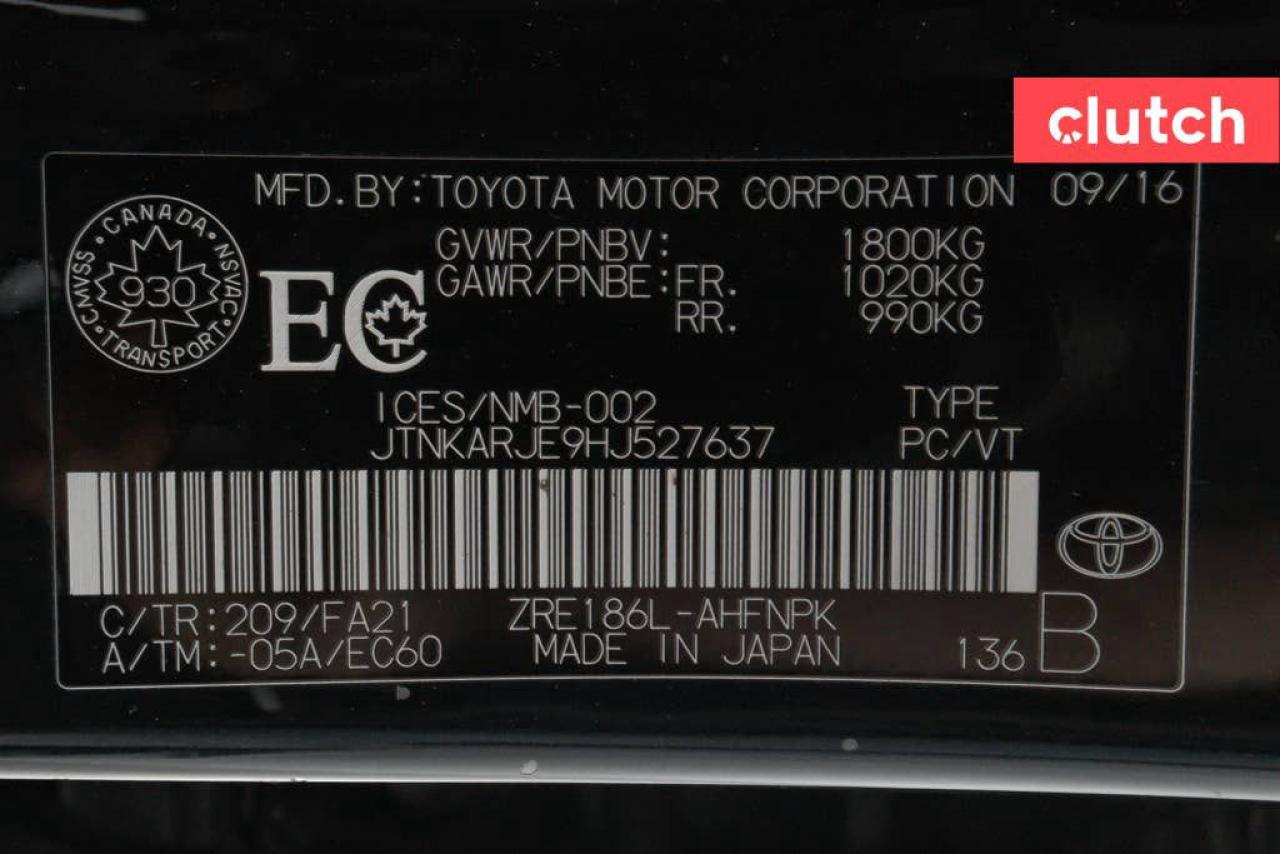 clutch
MFD.BY:TOYOTA MOTOR CORPORATION 09/16
CANADA · NSVAC · TRANSPORT · CMVSS ·
930
EC
GVWR/PNBV: 1800KG
GAWR/PNBE:FR. 1020KG
RR. 990KG
ICES/NMB-002 TYPE
JTNKARJE9HJ527637 PC/VT
C/TR:209/FA21 ZRE186L-AHFNPK
A/TM:-05A/EC60 MADE IN JAPAN 136 B